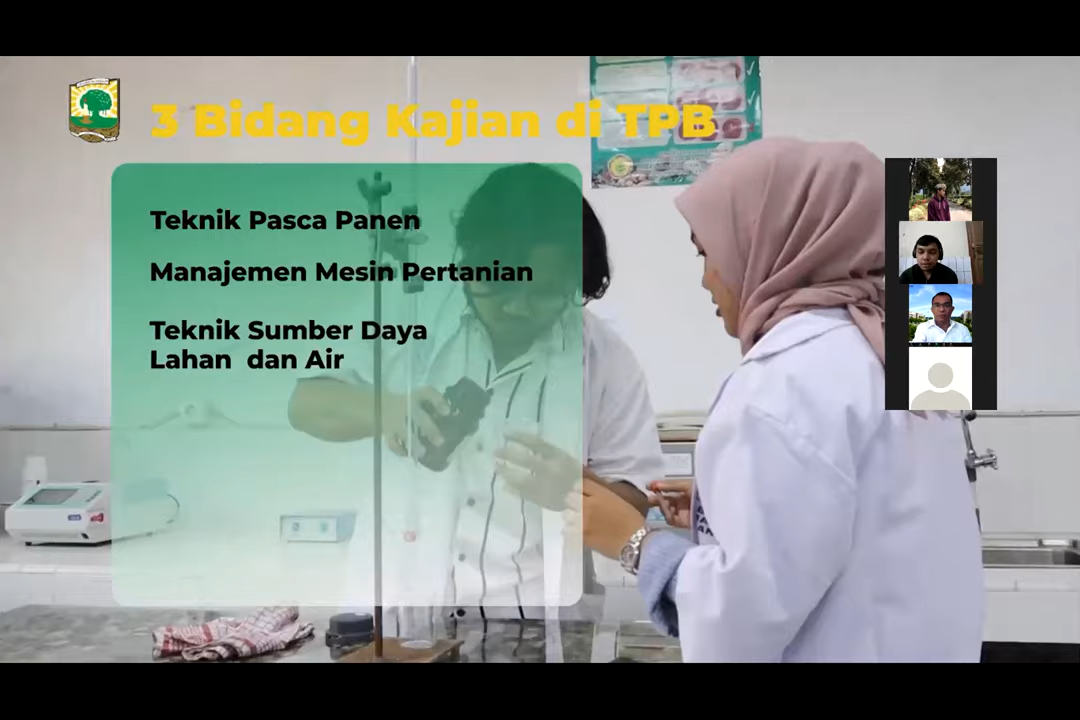 3 Bidang Kajian di TPB
Teknik Pasca Panen
Manajemen Mesin Pertanian
Teknik Sumber Daya
Lahan  dan Air